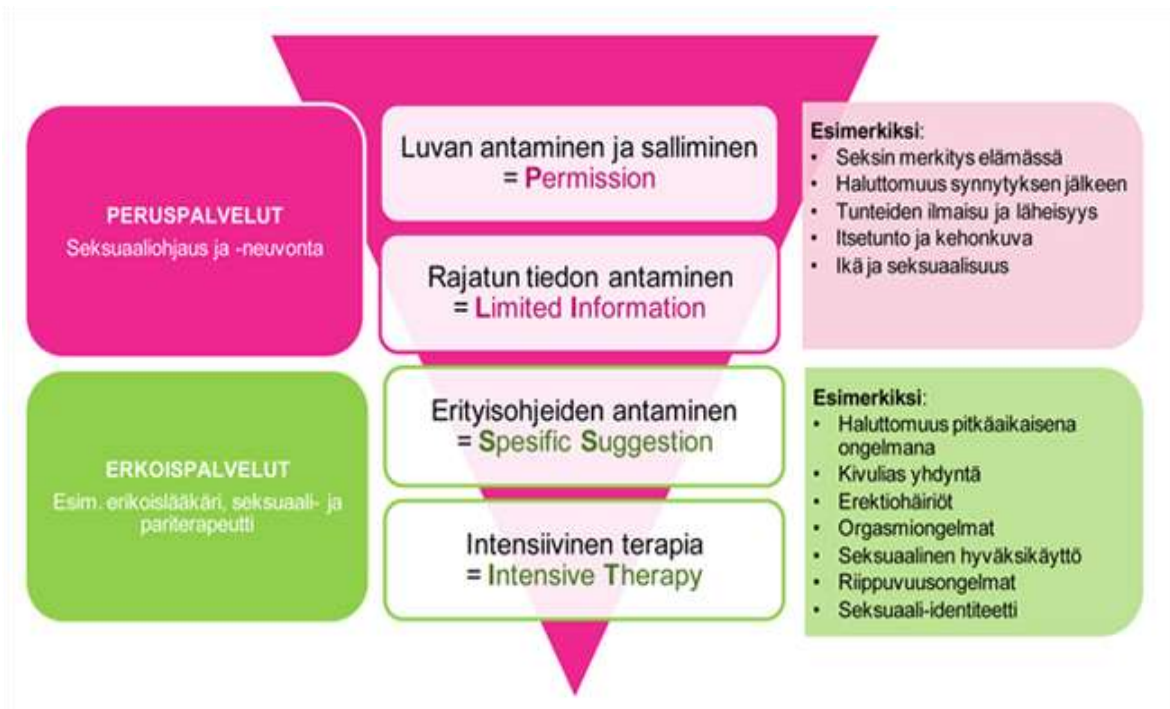 PERUSPALVELUT
Seksuaaliohjaus ja -neuvonta
Luvan antaminen ja salliminen
= Permission
Rajatun tiedon antaminen
= Limited Information
Esimerkiksi:
• Seksin merkitys elämässä
• Haluttomuus synnytyksen jälkeen
• Tunteiden ilmaisu ja läheisyys
• Itsetunto ja kehonkuva
• Ikä ja seksuaalisuus
ERKOISPALVELUT
Esim. erikoislääkäri, seksuaali- ja
pariterapeutti
Erityisohjeiden antaminen
= Spesific Suggestion
Intensiivinen terapia
= Intensive Therapy
Esimerkiksi:
• Haluttomuus pitkäaikaisena
ongelmana
• Kivulias yhdyntä
• Erektiohäiriöt
• Orgasmiongelmat
• Seksuaalinen hyväksikäyttö
• Riippuvuusongelmat
• Seksuaali-identiteetti